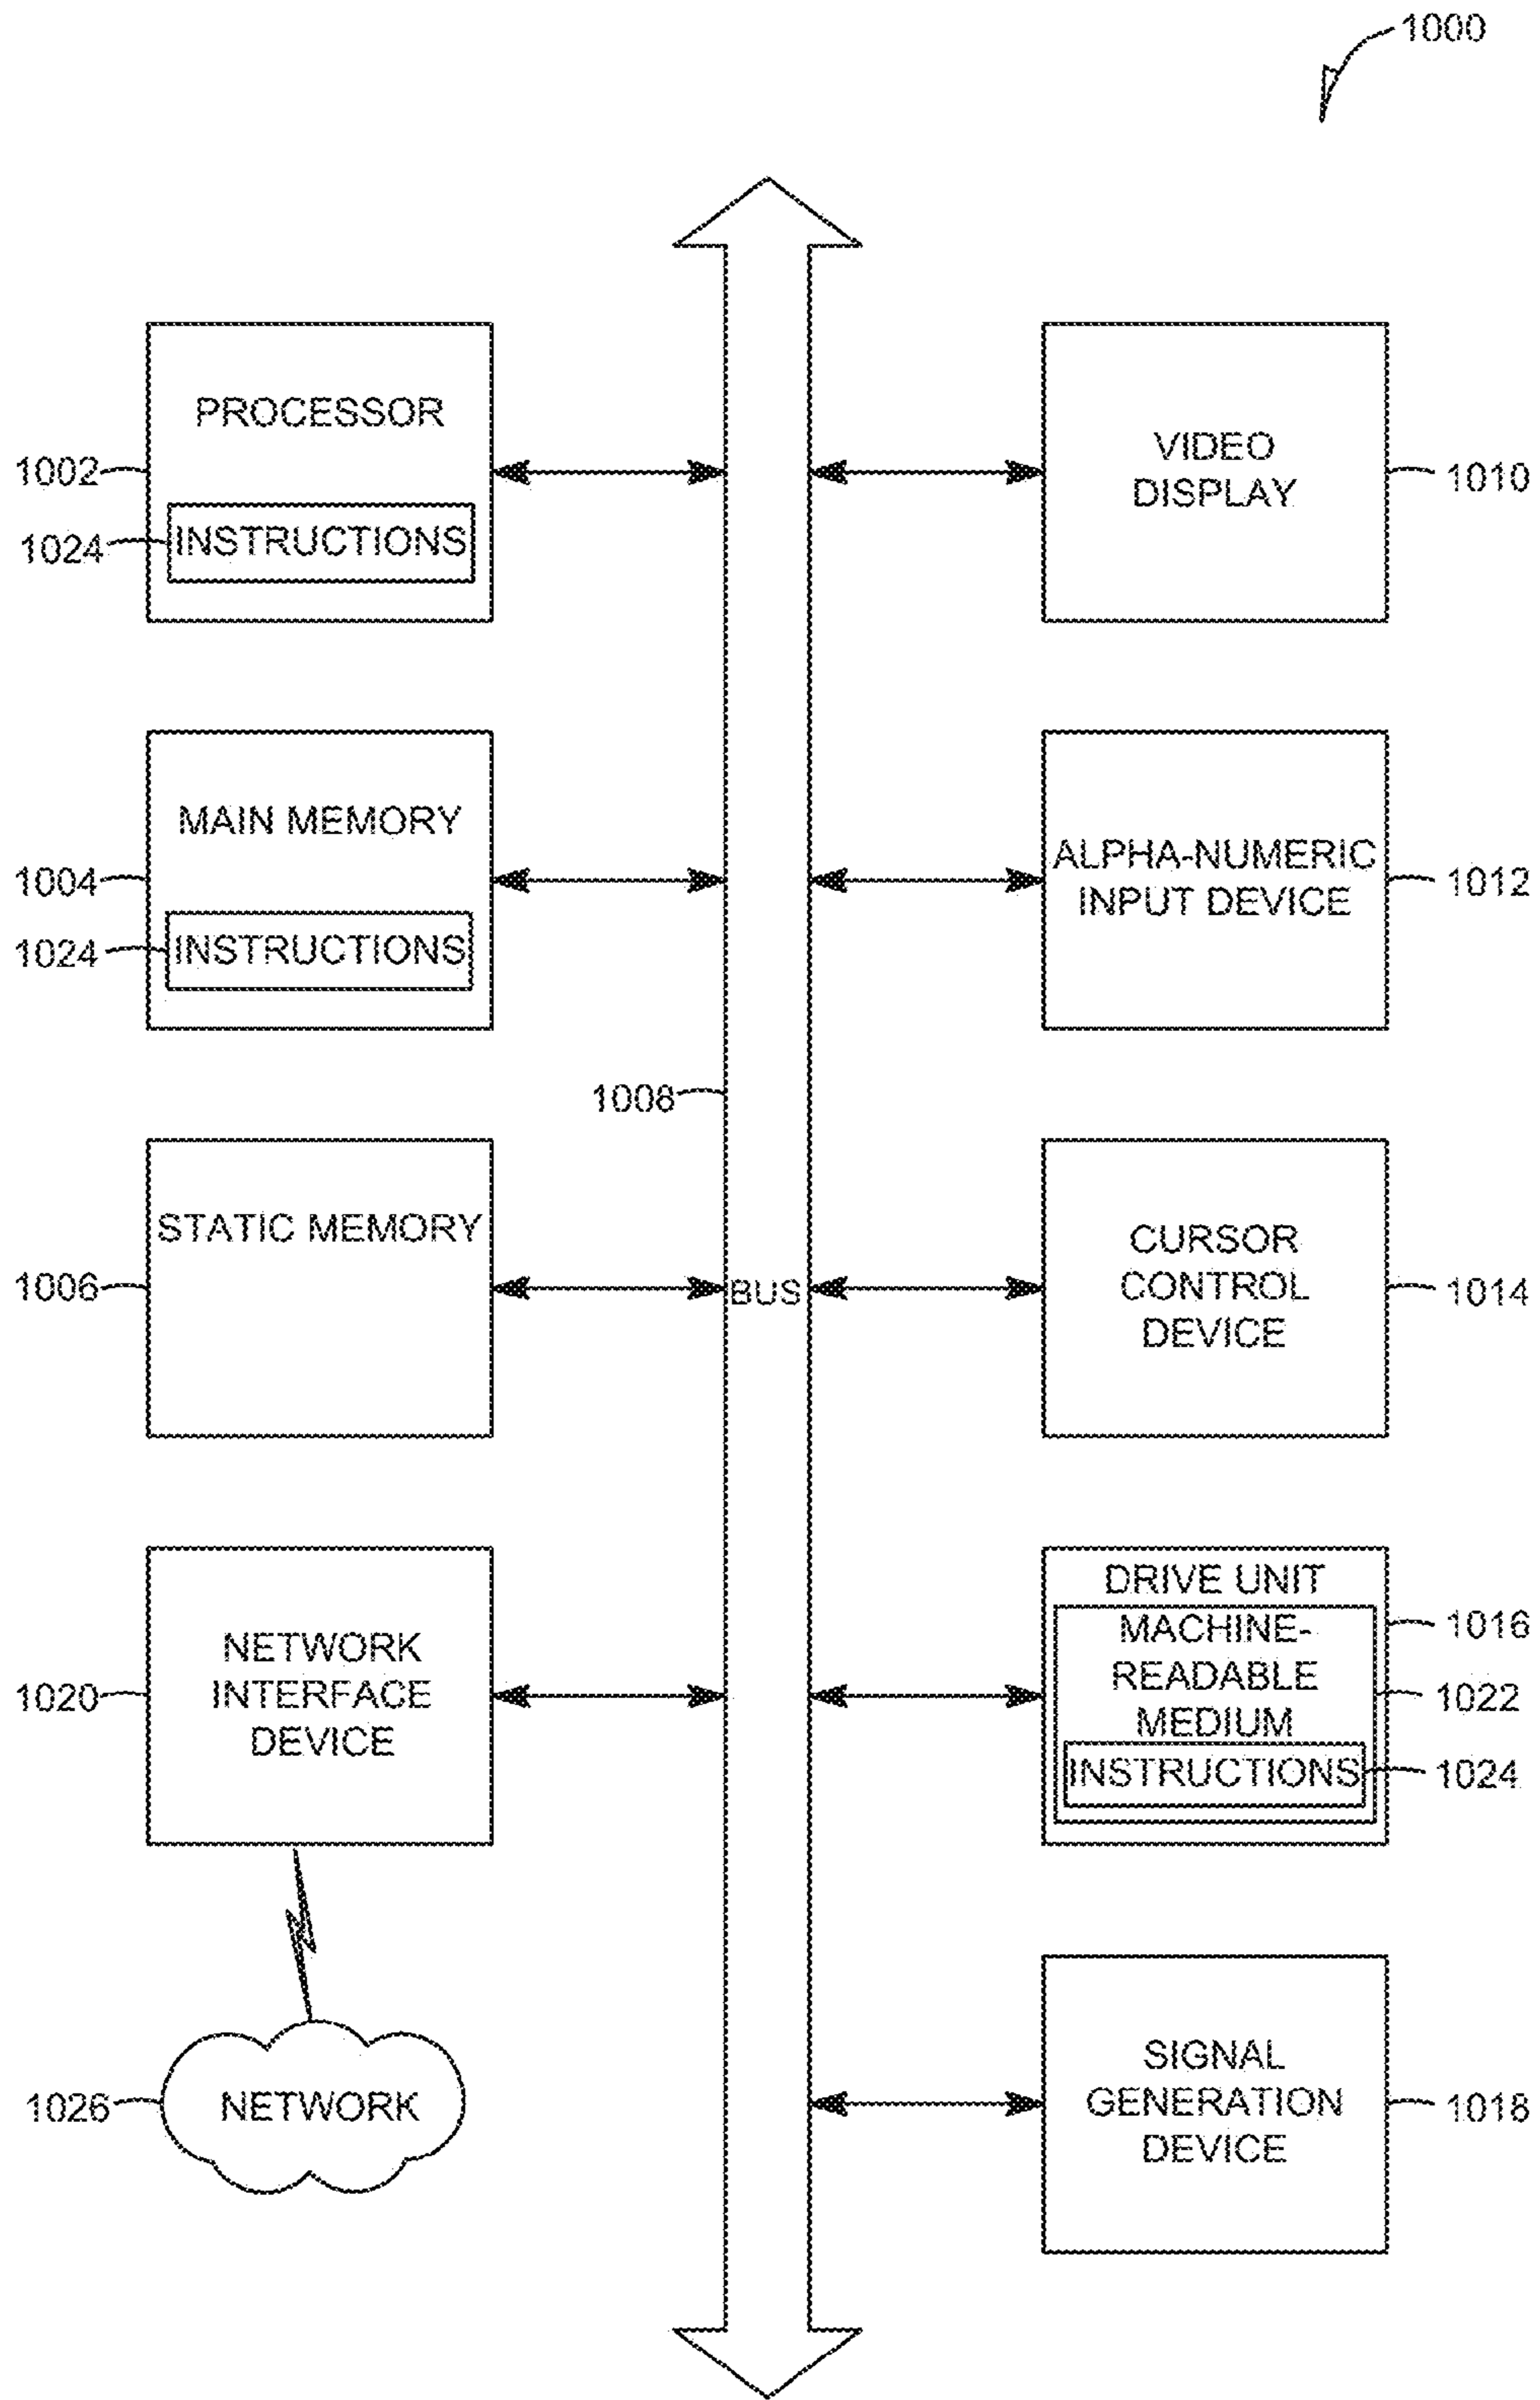 1000
PROCESSOR
1002
INSTRUCTIONS
1024
VIDEO
DISPLAY
1010
MAIN MEMORY
1004
INSTRUCTIONS
1024
ALPHA-NUMERIC
INPUT DEVICE
1012
1008
BUS
STATIC MEMORY
1006
CURSOR
CONTROL
DEVICE
1014
NETWORK
INTERFACE
DEVICE
1020
DRIVE UNIT
1016
MACHINE-
READABLE
MEDIUM
1022
INSTRUCTIONS
1024
NETWORK
1026
SIGNAL
GENERATION
DEVICE
1018